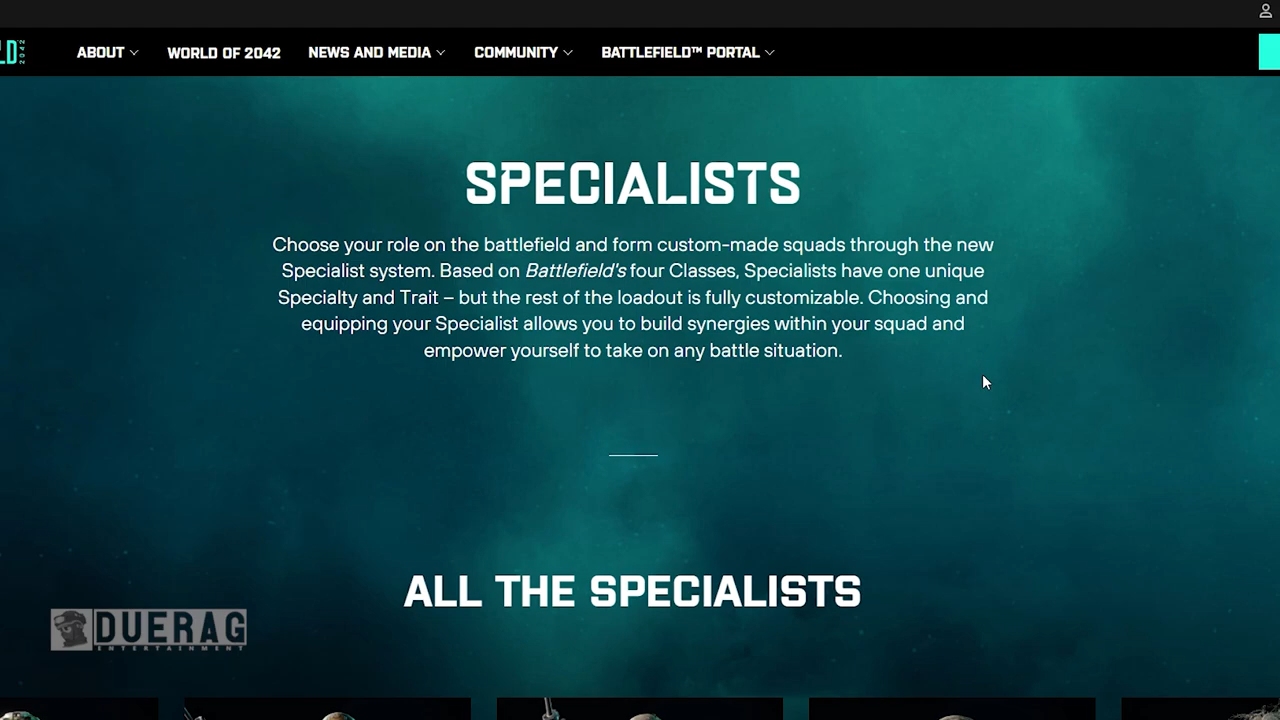 LD 2042
ABOUT
WORLD OF 2042
NEWS AND MEDIA
COMMUNITY
BATTLEFIELD™ PORTAL
SPECIALISTS
Choose your role on the battlefield and form custom-made squads through the new
Specialist system. Based on Battlefield's four Classes, Specialists have one unique
Specialty and Trait – but the rest of the loadout is fully customizable. Choosing and
equipping your Specialist allows you to build synergies within your squad and
empower yourself to take on any battle situation.
ALL THE SPECIALISTS
DUERAG
ENTERTAINMENT